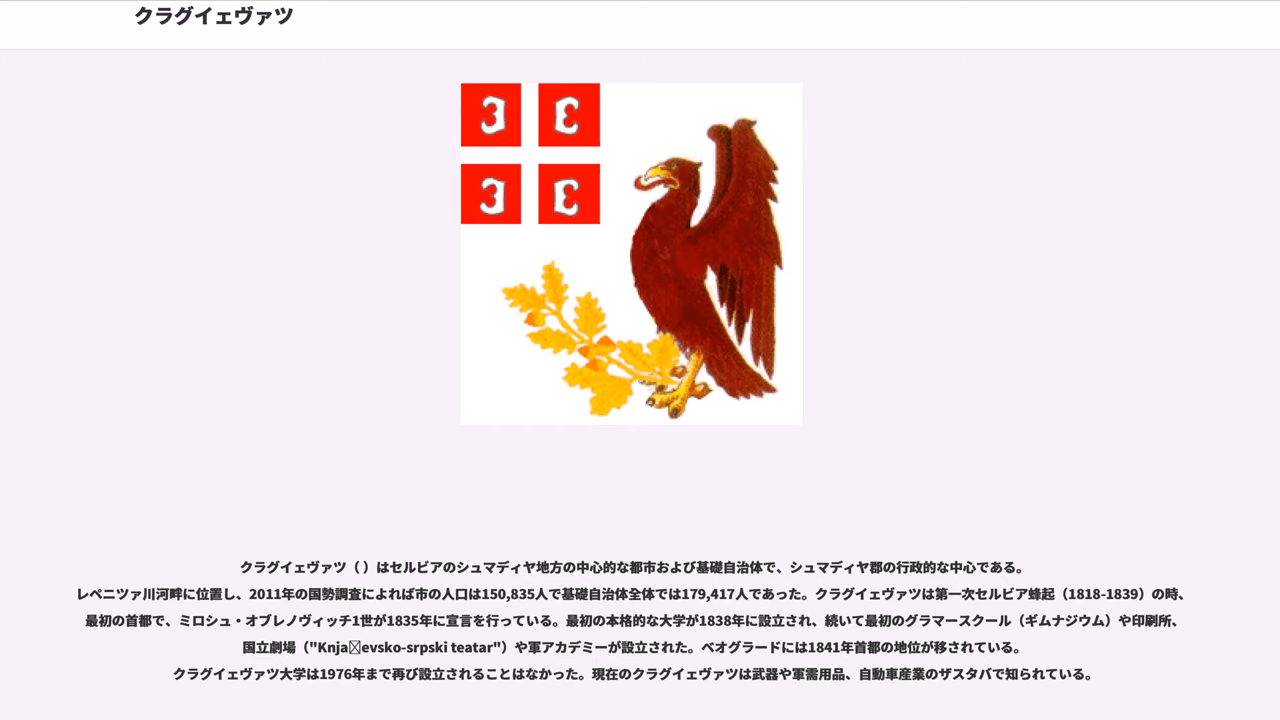 クラグイェヴァツ
クラグイェヴァツ（ ）はセルビアのシュマディヤ地方の中心的な都市および基礎自治体で、シュマディヤ郡の行政的な中心である。
レペニツァ川河畔に位置し、2011年の国勢調査によれば市の人口は150,835人で基礎自治体全体では179,417人であった。クラグイェヴァツは第一次セルビア蜂起（1818-1839）の時、
最初の首都で、ミロシュ・オブレノヴィッチ1世が1835年に宣言を行っている。最初の本格的な大学が1838年に設立され、続いて最初のグラマースクール（ギムナジウム）や印刷所、
国立劇場（"Knja▯evsko-srpski teatar"）や軍アカデミーが設立された。ベオグラードには1841年首都の地位が移されている。
クラグイェヴァツ大学は1976年まで再び設立されることはなかった。現在のクラグイェヴァツは武器や軍需用品、自動車産業のザスタバで知られている。